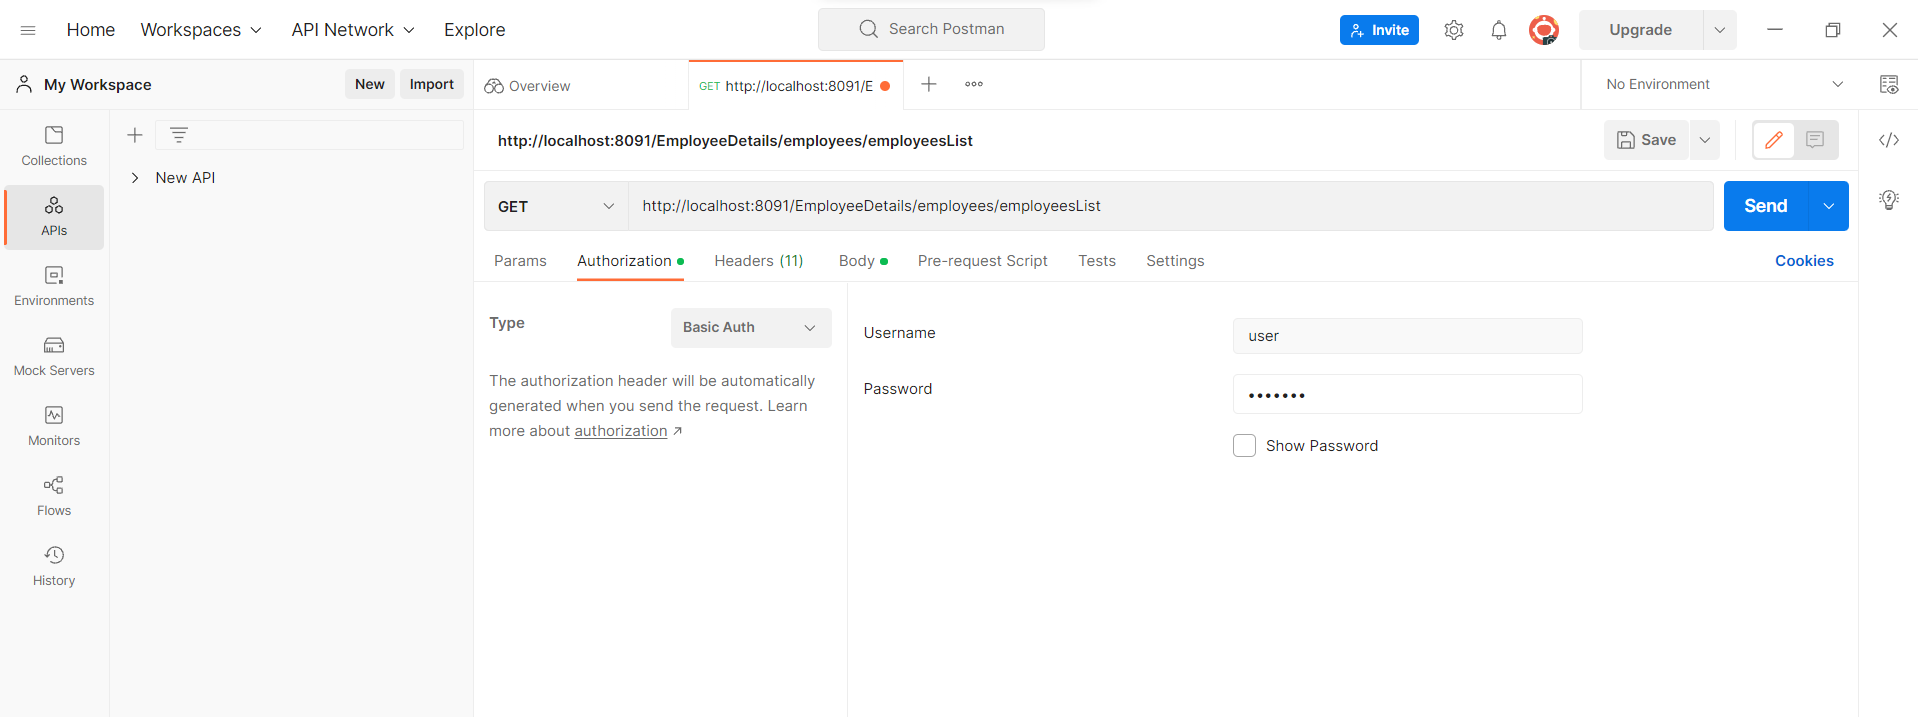 Home Workspaces API Network Explore Search Postman Invite Upgrade
My Workspace New Import Overview GET http://localhost:8091/E No Environment
Collections
New API
APIs
Environments
Mock Servers
Monitors
Flows
History
http://localhost:8091/EmployeeDetails/employees/employeesList Save
GET http://localhost:8091/EmployeeDetails/employees/employeesList Send
Params Authorization Headers (11) Body Pre-request Script Tests Settings Cookies
Type Basic Auth
The authorization header will be automatically
generated when you send the request. Learn
more about authorization ↗
Username user
Password •••••••
Show Password